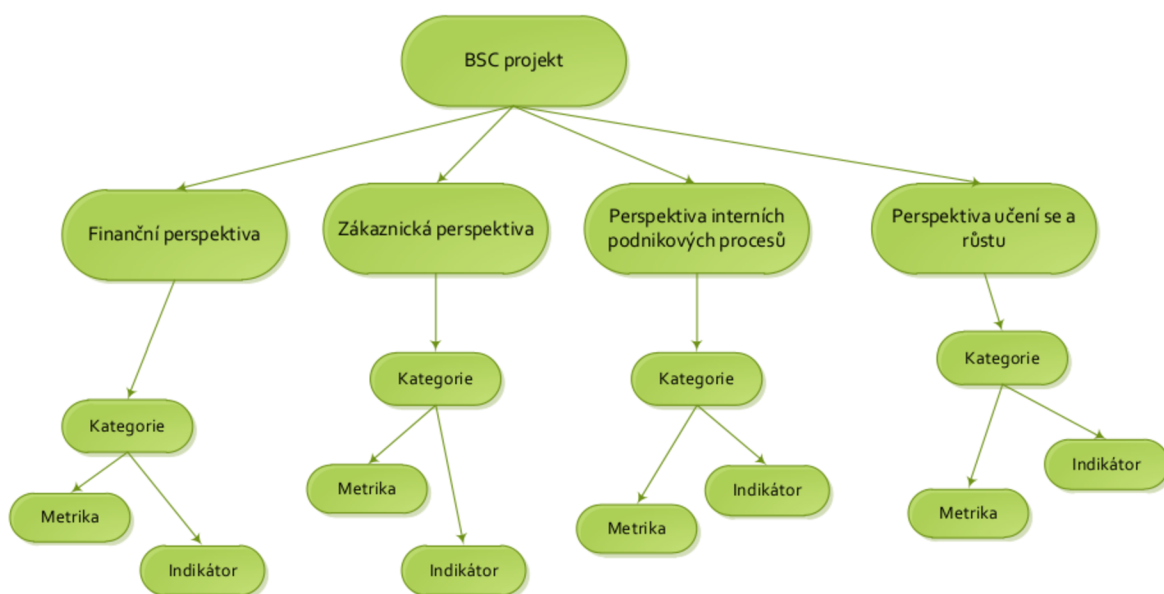 BSC projekt
Finanční perspektiva
Zákaznická perspektiva
Perspektiva interních
podnikových procesů
Perspektiva učení se a
růstu
Kategorie
Kategorie
Kategorie
Kategorie
Metrika
Indikátor
Metrika
Indikátor
Metrika
Indikátor
Metrika
Indikátor